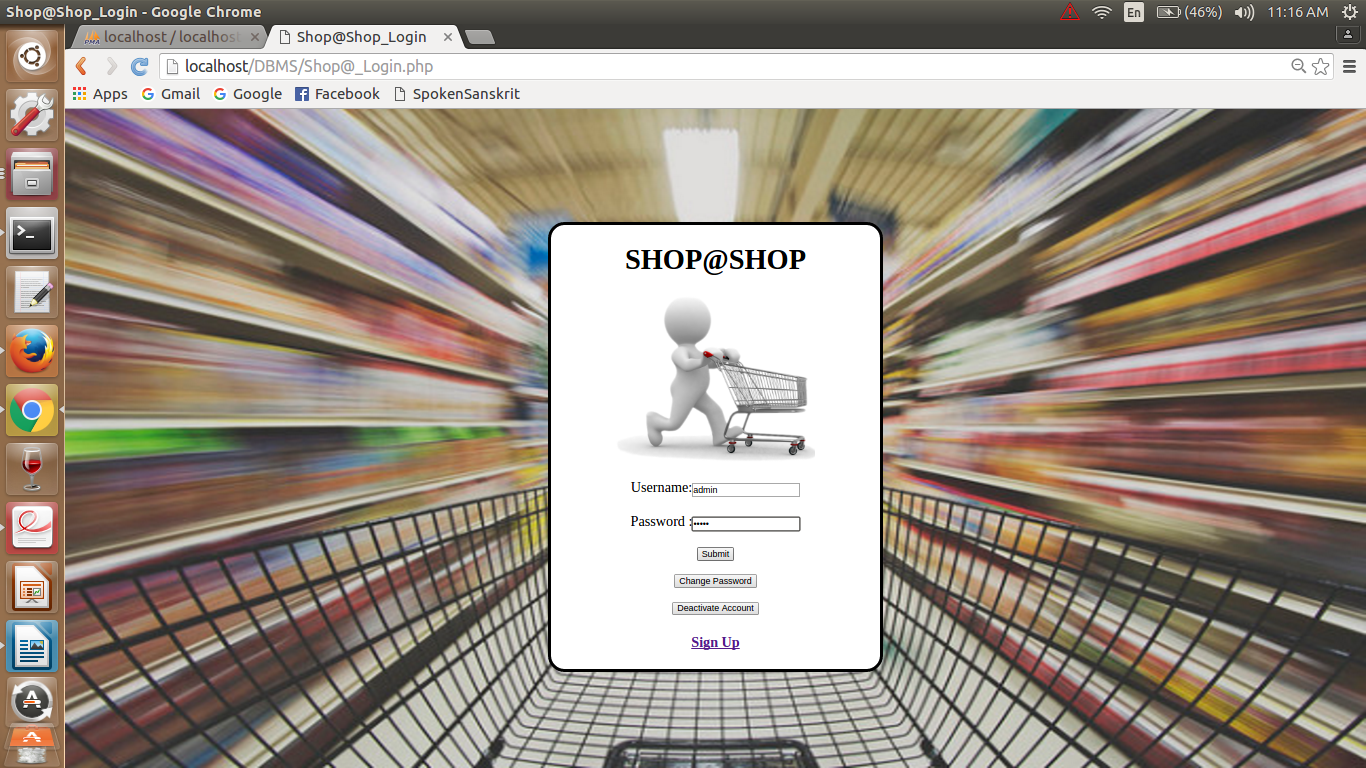 Shop@Shop_Login - Google Chrome
En (46%) 11:16 AM
localhost / localhost
Shop@Shop_Login
localhost/DBMS/Shop@_Login.php
Apps Gmail Google Facebook SpokenSanskrit
SHOP@SHOP
Username:admin
Password :•••••
Submit
Change Password
Deactivate Account
Sign Up